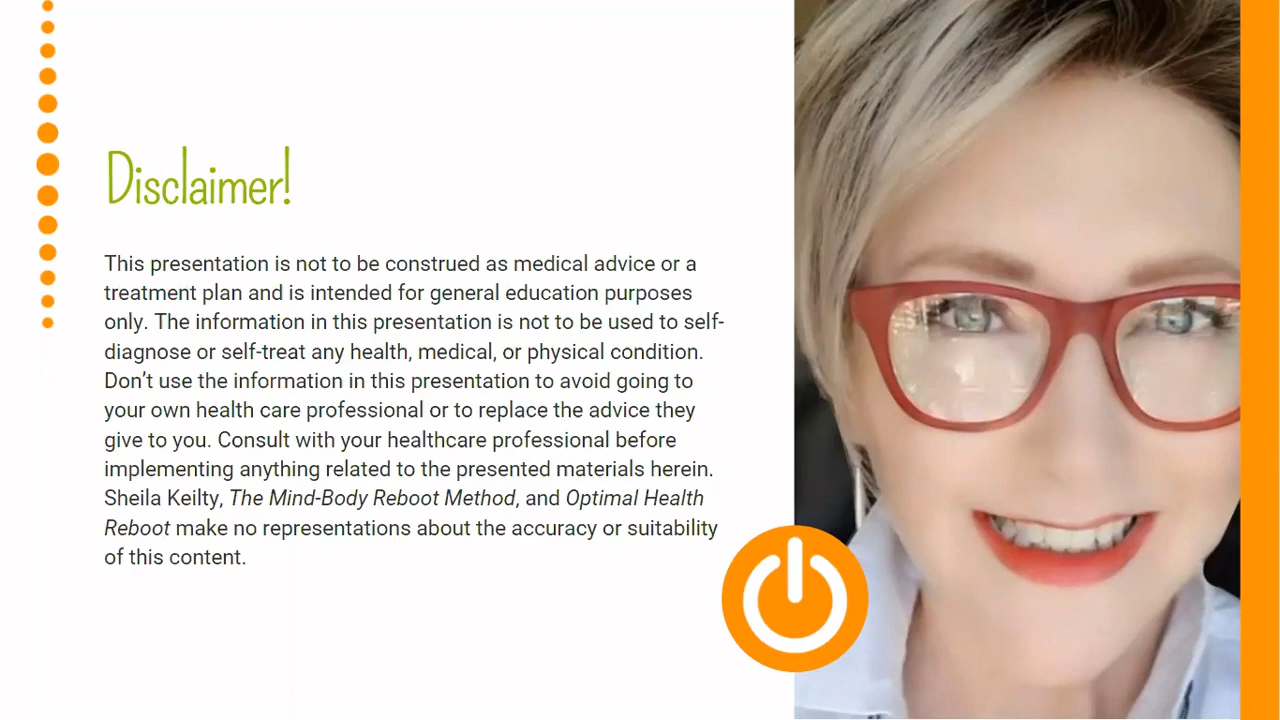 Disclaimer!
This presentation is not to be construed as medical advice or a
treatment plan and is intended for general education purposes
only. The information in this presentation is not to be used to self-
diagnose or self-treat any health, medical, or physical condition.
Don’t use the information in this presentation to avoid going to
your own health care professional or to replace the advice they
give to you. Consult with your healthcare professional before
implementing anything related to the presented materials herein.
Sheila Keilty, The Mind-Body Reboot Method, and Optimal Health
Reboot make no representations about the accuracy or suitability
of this content.